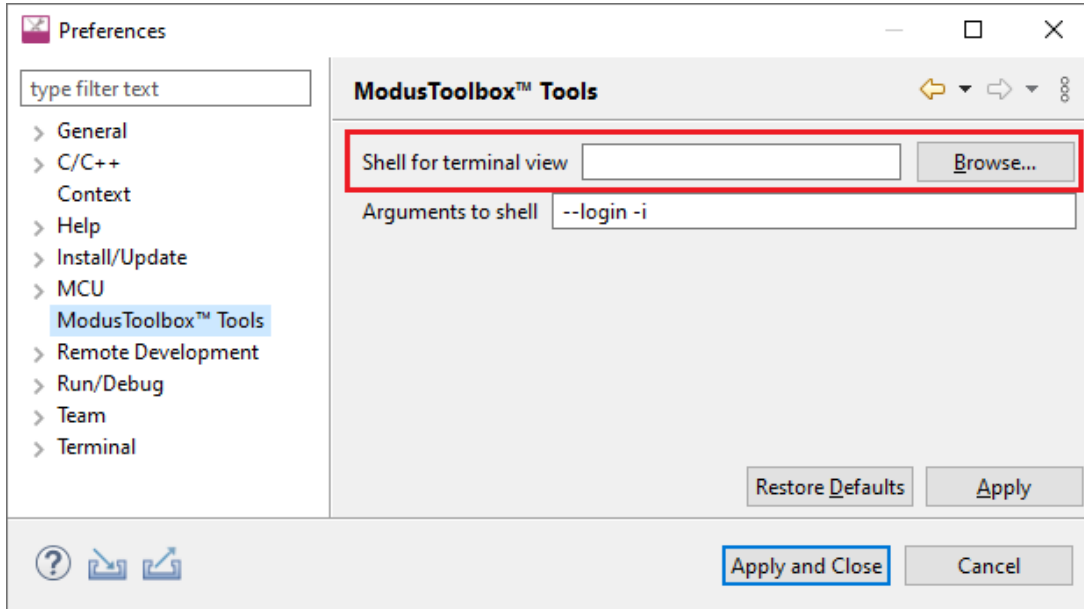 Preferences
type filter text
General
C/C++
Context
Help
Install/Update
MCU
ModusToolbox™ Tools
Remote Development
Run/Debug
Team
Terminal
ModusToolbox™ Tools
Shell for terminal view
Browse...
Arguments to shell --login -i
Restore Defaults Apply
? Apply and Close Cancel